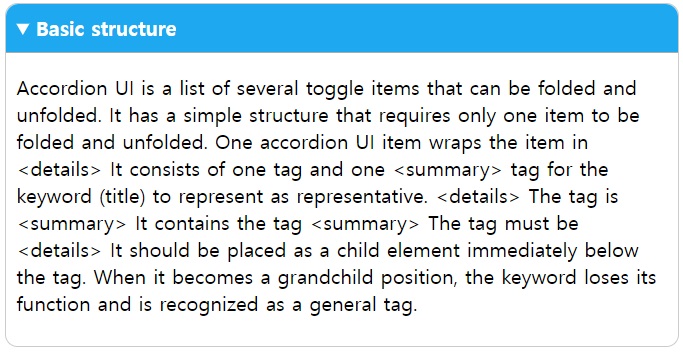 ▼ Basic structure
Accordion UI is a list of several toggle items that can be folded and
unfolded. It has a simple structure that requires only one item to be
folded and unfolded. One accordion UI item wraps the item in
<details> It consists of one tag and one <summary> tag for the
keyword (title) to represent as representative. <details> The tag is
<summary> It contains the tag <summary> The tag must be
<details> It should be placed as a child element immediately below
the tag. When it becomes a grandchild position, the keyword loses its
function and is recognized as a general tag.